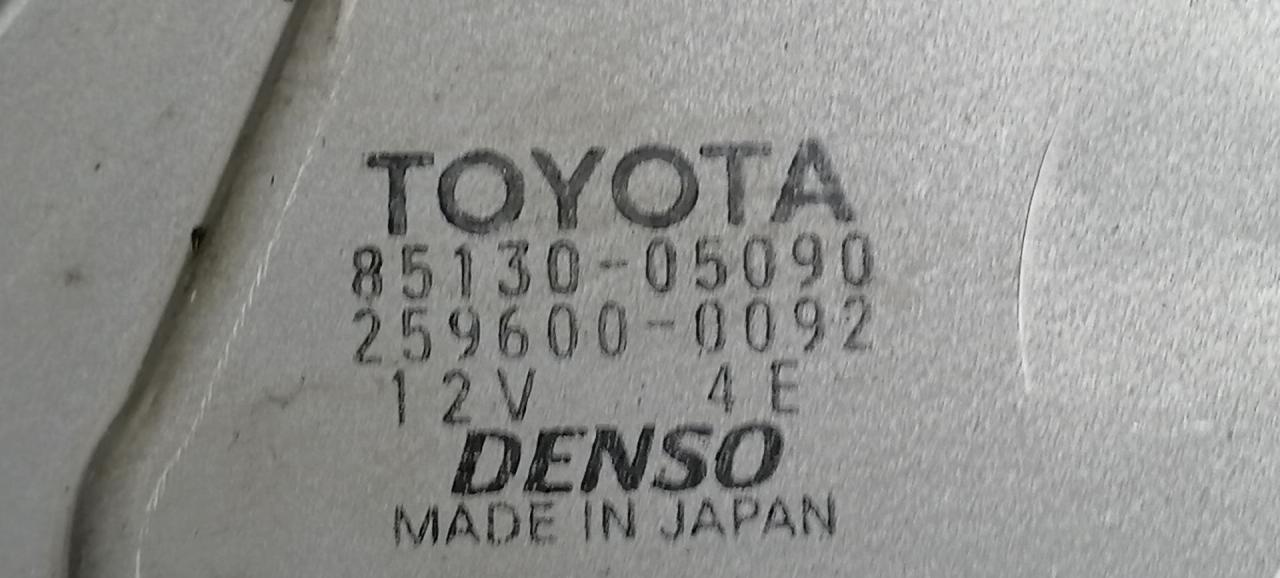 TOYOTA
85130-05090
259600-0092
12V 4E
DENSO
MADE IN JAPAN